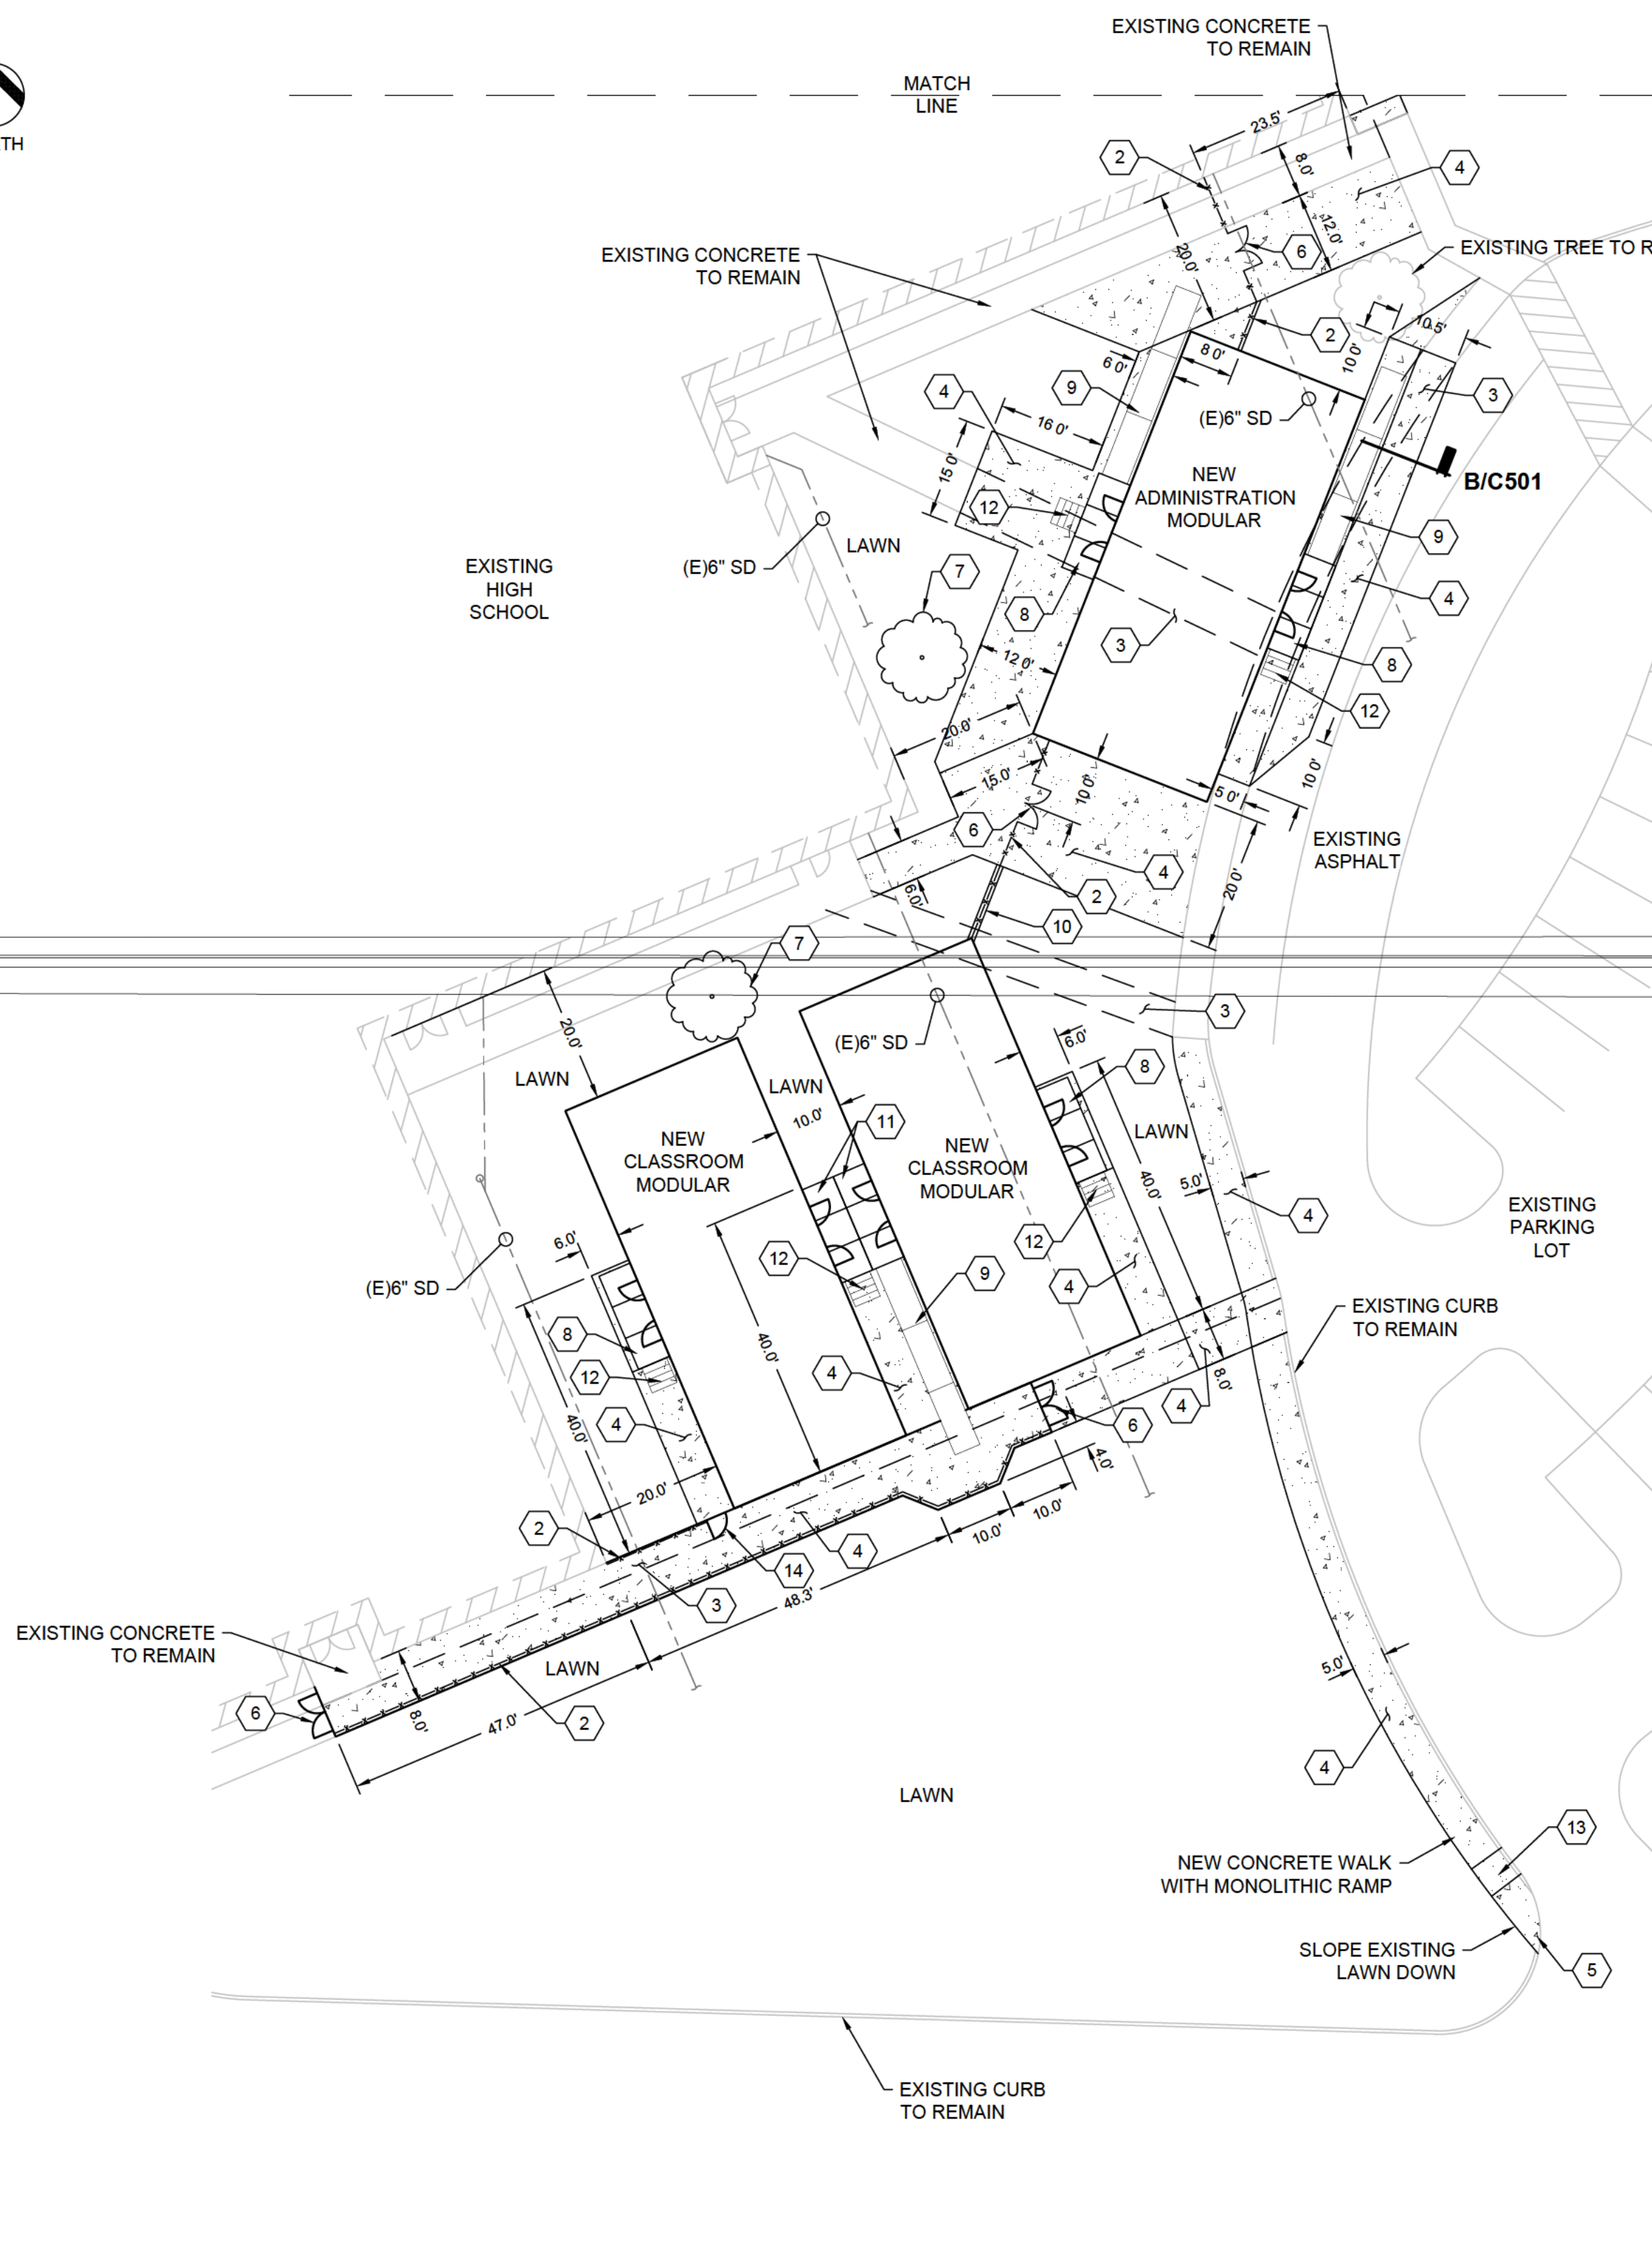 EXISTING CONCRETE
TO REMAIN
MATCH
LINE
TH
23.5'
2
8.0'
4
12.0'
6
20.0'
EXISTING CONCRETE
TO REMAIN
EXISTING TREE TO R
2
10.5'
8 0'
10 0'
6 0'
4
9
3
(E)6" SD
16 0'
15 0'
NEW
ADMINISTRATION
MODULAR
B/C501
12
9
LAWN
EXISTING
HIGH
SCHOOL
(E)6" SD
7
4
8
3
12 0'
8
12
20.0'
15.0'
10 0'
5 0'
10 0'
6
EXISTING
ASPHALT
4
20 0'
6.0'
2
10
7
3
20.0'
(E)6" SD
6.0'
8
LAWN
LAWN
10.0'
11
LAWN
NEW
CLASSROOM
MODULAR
NEW
CLASSROOM
MODULAR
40.0'
5.0'
4
EXISTING
PARKING
LOT
6.0'
12
12
9
4
(E)6" SD
EXISTING CURB
TO REMAIN
8
40.0'
12
4
8.0'
4
4
40.0'
6
20.0'
4.0'
2
10.0'
10.0'
4
14
48.3'
3
EXISTING CONCRETE
TO REMAIN
LAWN
5.0'
6
8.0'
47.0'
2
4
LAWN
13
NEW CONCRETE WALK
WITH MONOLITHIC RAMP
SLOPE EXISTING
LAWN DOWN
5
EXISTING CURB
TO REMAIN